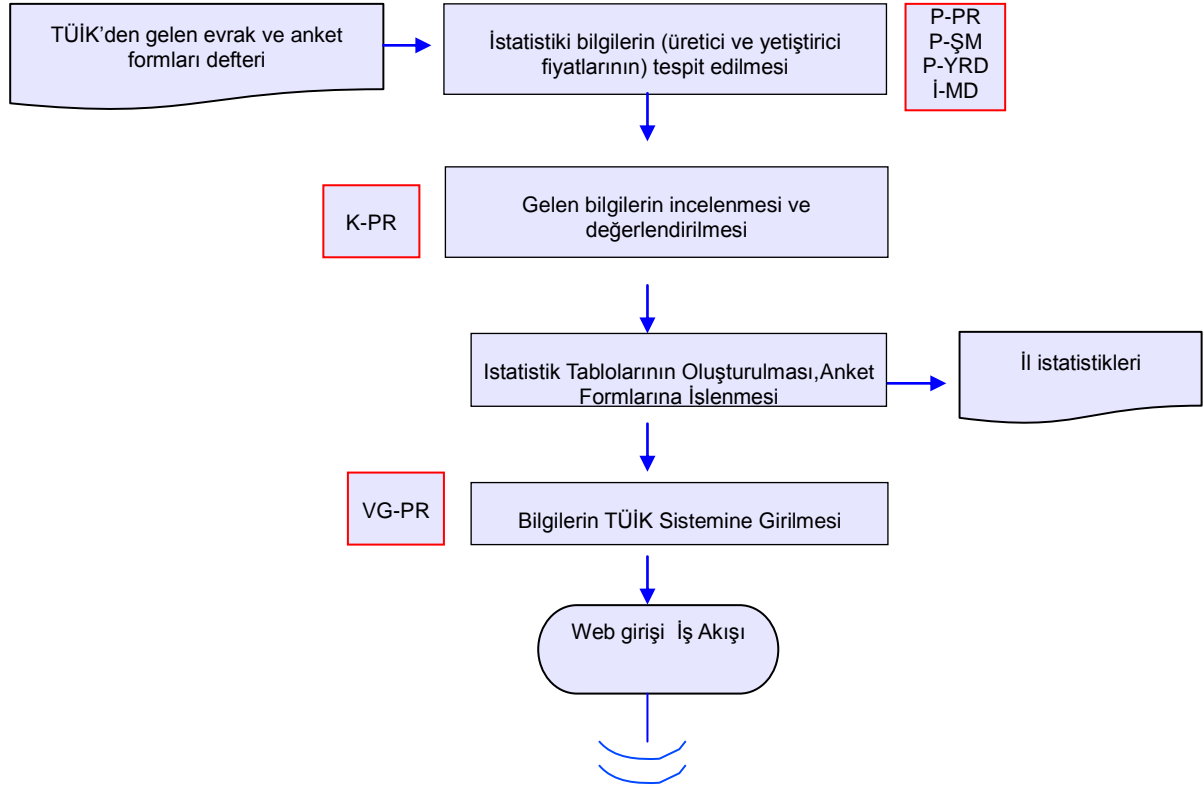 TÜİK’den gelen evrak ve anket
formları defteri
İstatistiki bilgilerin (üretici ve yetiştirici
fiyatlarının) tespit edilmesi
P-PR
P-ŞM
P-YRD
İ-MD
K-PR
Gelen bilgilerin incelenmesi ve
değerlendirilmesi
Istatistik Tablolarının Oluşturulması,Anket
Formlarına İşlenmesi
İl istatistikleri
VG-PR
Bilgilerin TÜİK Sistemine Girilmesi
Web girişi İş Akışı